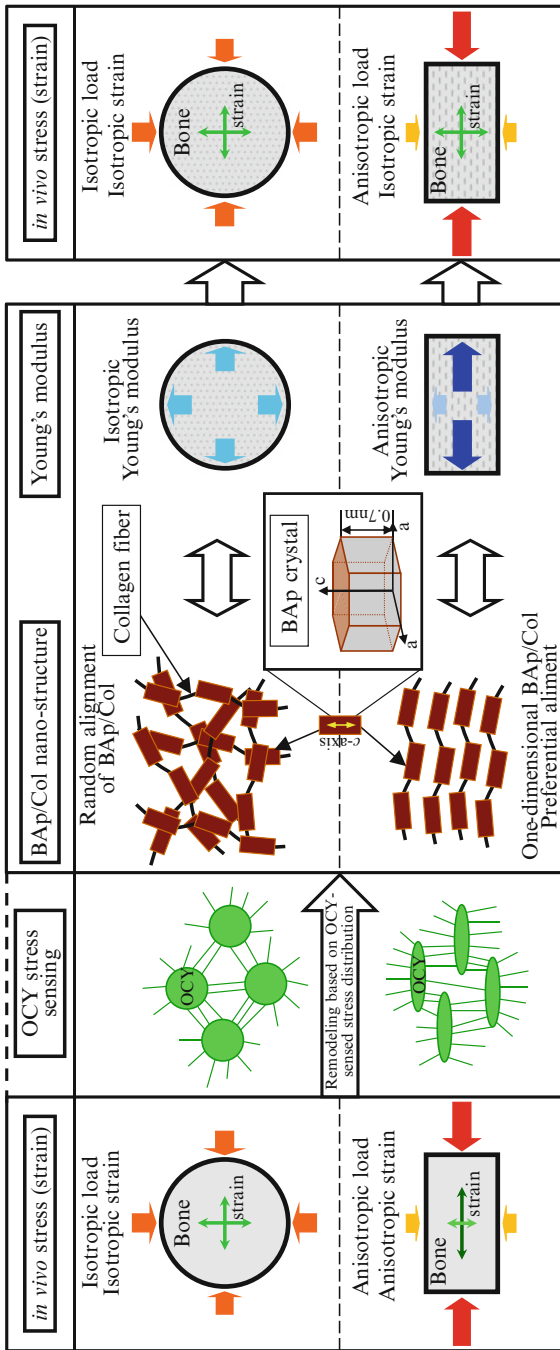 in vivo stress (strain)
Isotropic load
Isotropic strain
Bone
strain
Anisotropic load
Anisotropic strain
Bone
strain
OCY stress
sensing
OCY
Remodeling based on OCY-
sensed stress distribution
OCY
BAp/Col nano-structure
Random alignment
of BAp/Col
Collagen fiber
c-axis
BAp crystal
c
0.7nm
a
a
One-dimensional BAp/Col
Preferential aliment
Young's modulus
Isotropic
Young's modulus
Anisotropic
Young's modulus
in vivo stress (strain)
Isotropic load
Isotropic strain
Bone
strain
Anisotropic load
Isotropic strain
Bone
strain